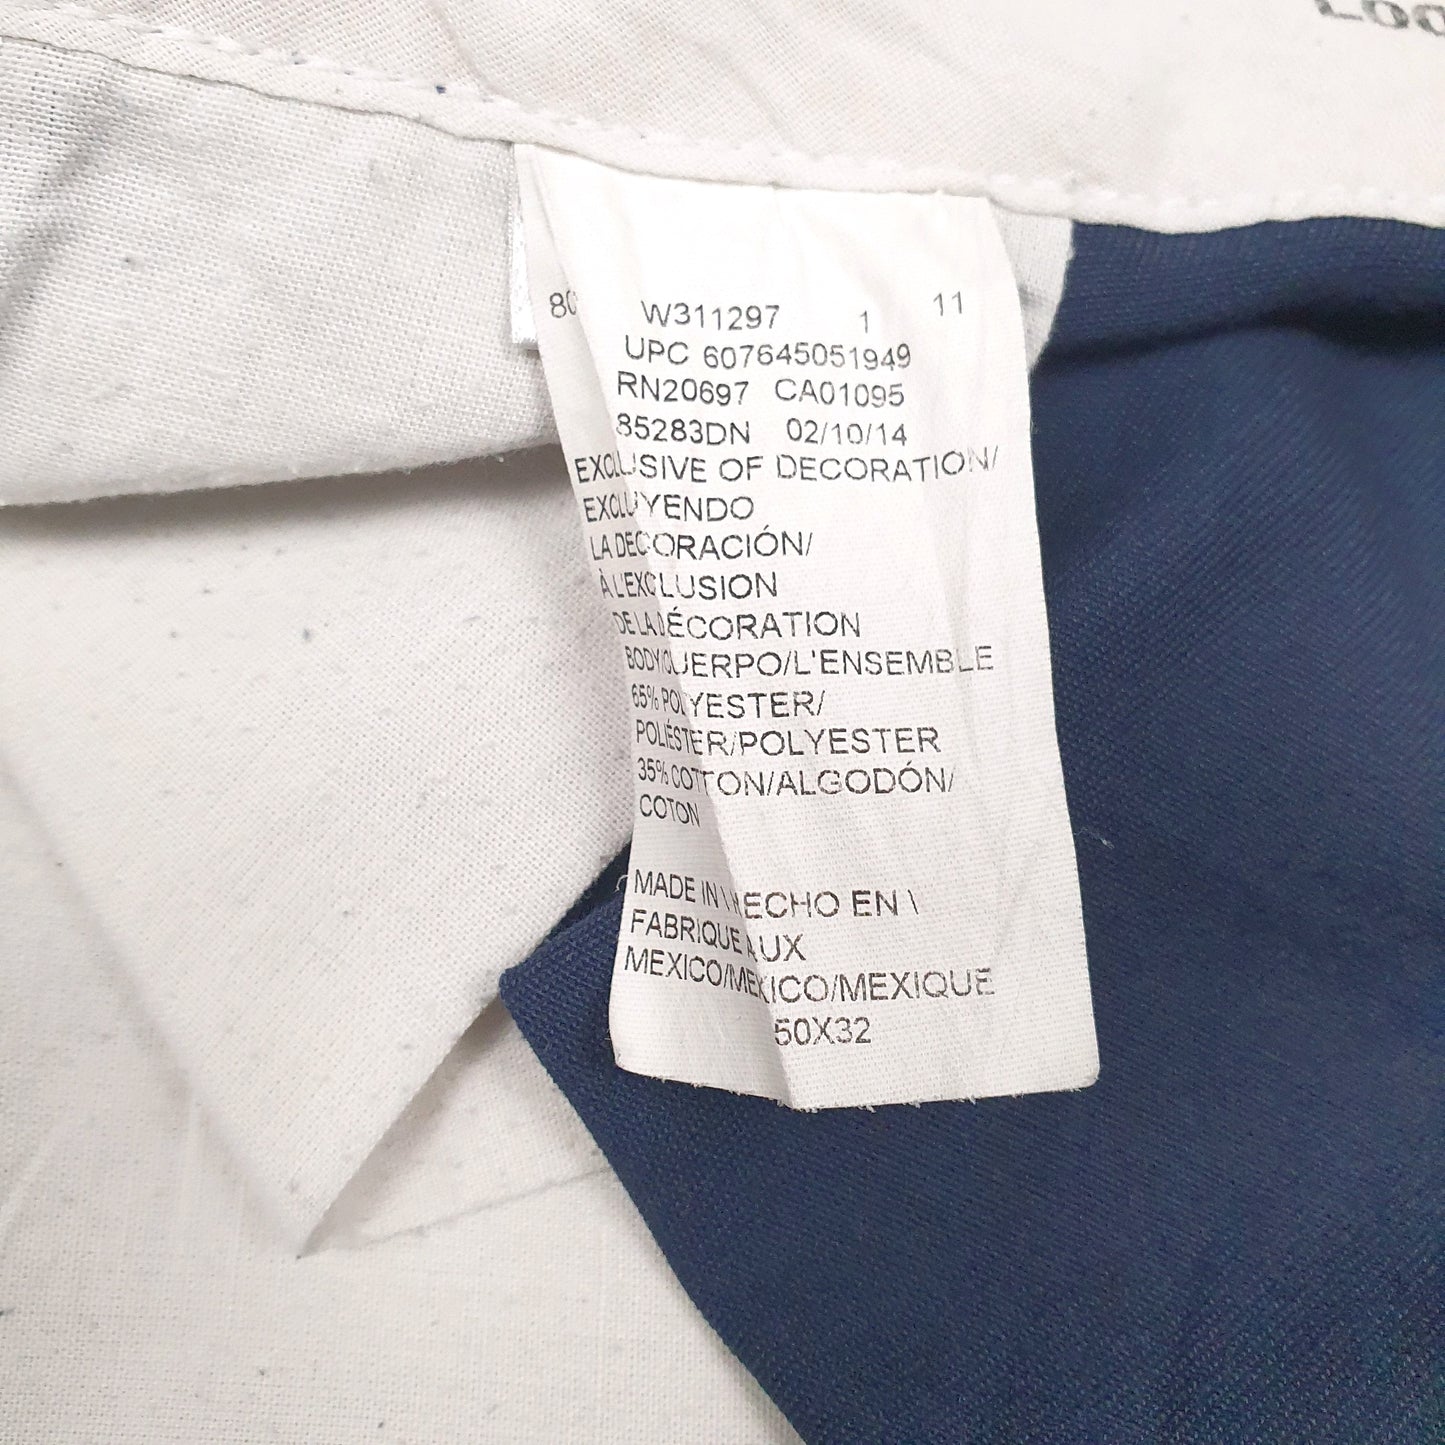 W311297 1 11
UPC 607645051949
RN20697 CA01095
85283DN 02/10/14
EXCLUSIVE OF DECORATION/
EXCLUYENDO
LA DECORACIÓN/
À L'EXCLUSION
DE LA DÉCORATION
BODY/CUERPO/L'ENSEMBLE
65% POLYESTER/
POLIÉSTER/POLYESTER
35% COTTON/ALGODÓN/
COTON
MADE IN \ HECHO EN \
FABRIQUE AUX
MEXICO/MEXICO/MEXIQUE
50X32